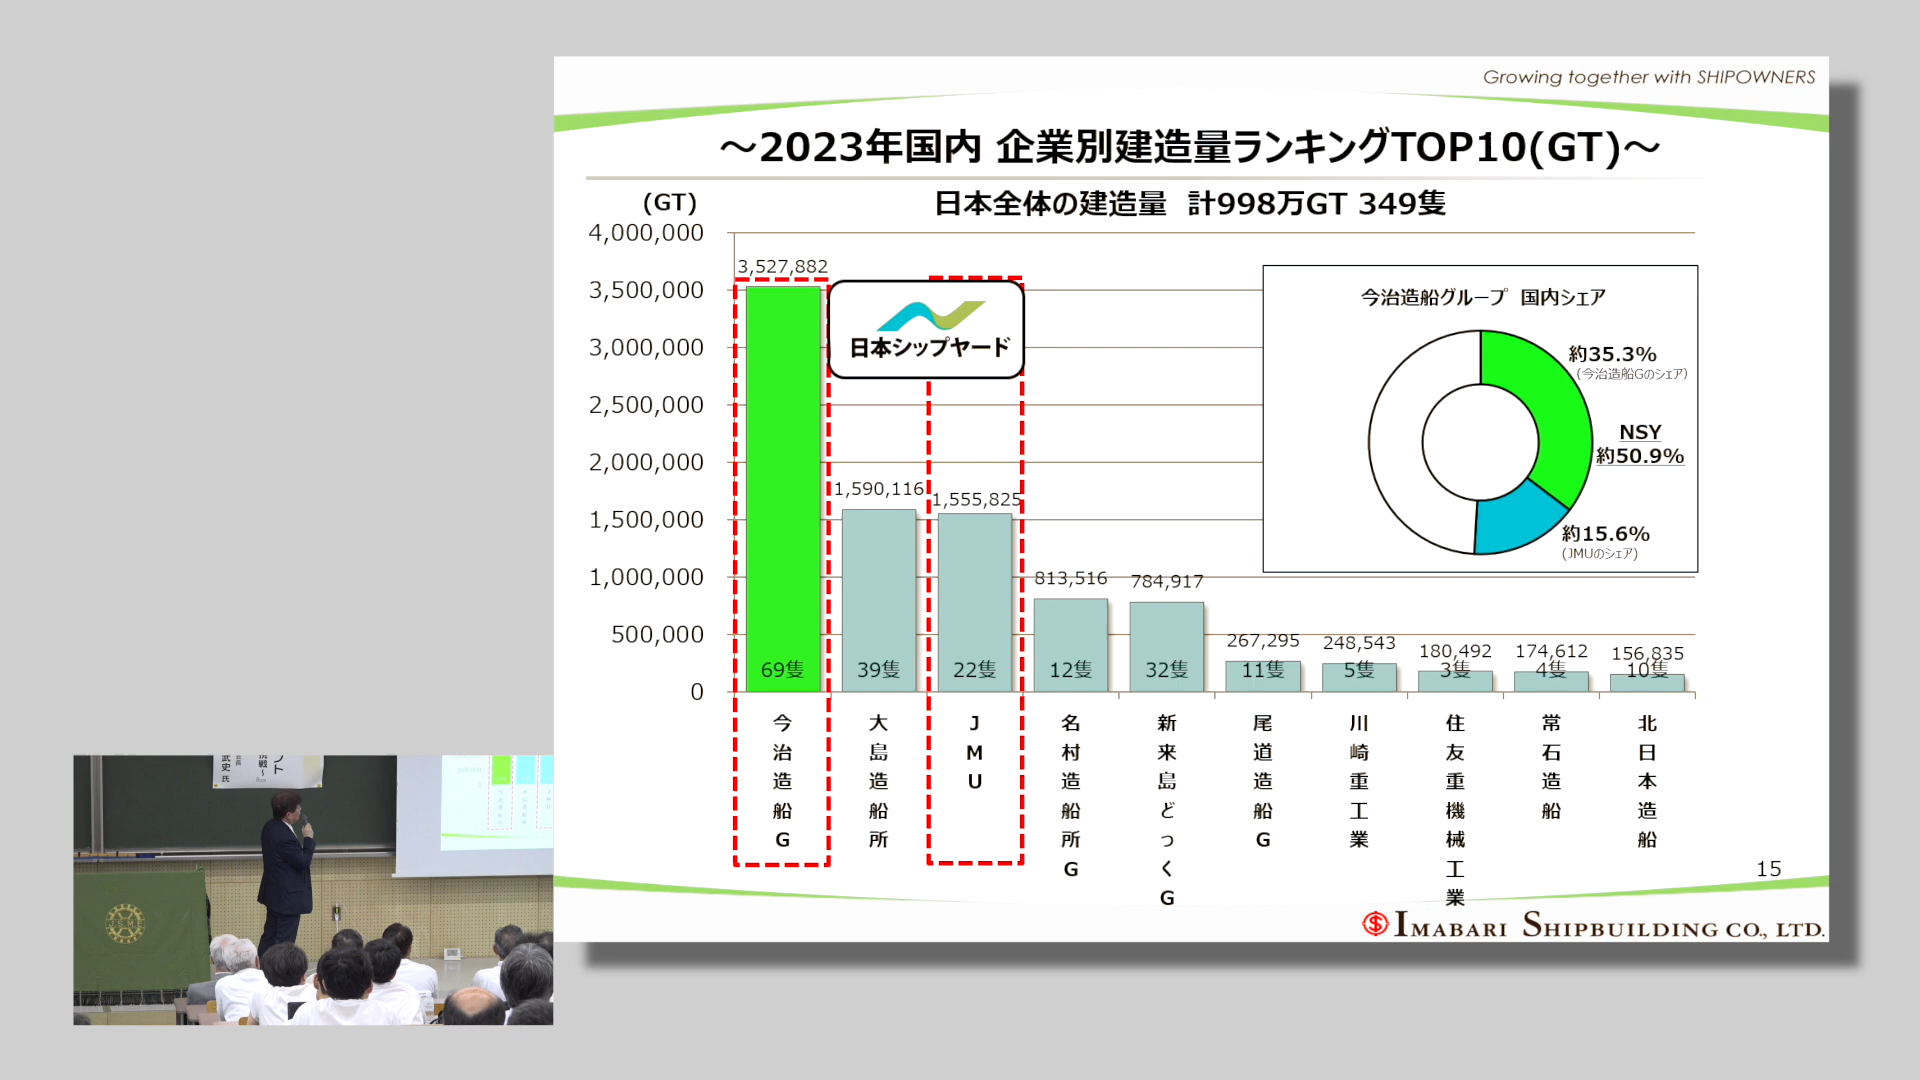 Growing together with SHIPOWNERS
～2023年国内 企業別建造量ランキングTOP10(GT)～
(GT)
日本全体の建造量 計998万GT 349隻
4,000,000
3,500,000
3,000,000
2,500,000
2,000,000
1,500,000
1,000,000
500,000
0
3,527,882
1,590,116
1,555,825
813,516
784,917
267,295
248,543
180,492
174,612
156,835
日本シップヤード
69隻
39隻
22隻
12隻
32隻
11隻
5隻
3隻
4隻
10隻
今治造船G
大島造船所
JMU
名村造船所G
新来島どっくG
尾道造船G
川崎重工業
住友重機械工業
常石造船
北日本造船
今治造船グループ 国内シェア
約35.3%
(今治造船Gのシェア)
NSY
約50.9%
約15.6%
(JMUのシェア)
15
IMABARI SHIPBUILDING CO., LTD.
武史 氏
挑戦～